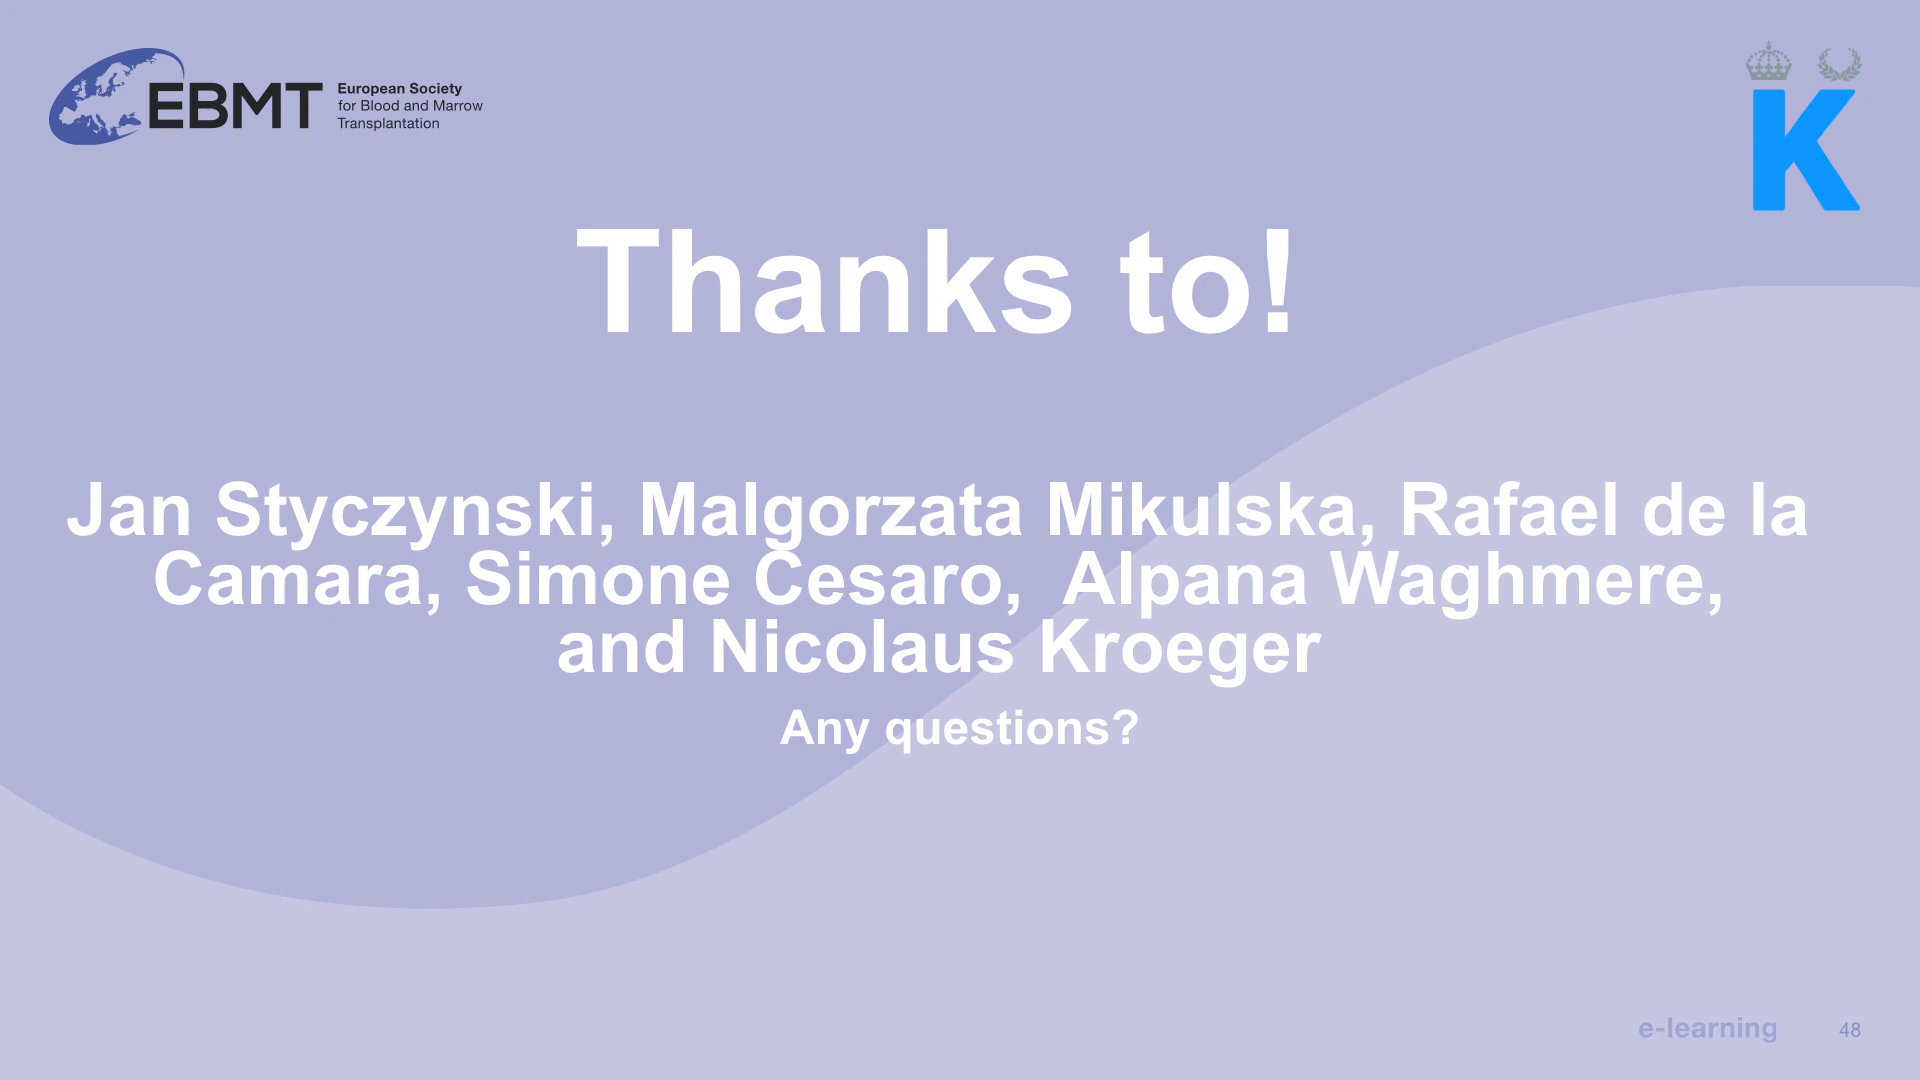 EBMT
European Society
for Blood and Marrow
Transplantation
K
Thanks to!
Jan Styczynski, Malgorzata Mikulska, Rafael de la
Camara, Simone Cesaro,  Alpana Waghmere,
and Nicolaus Kroeger
Any questions?
e-learning
48